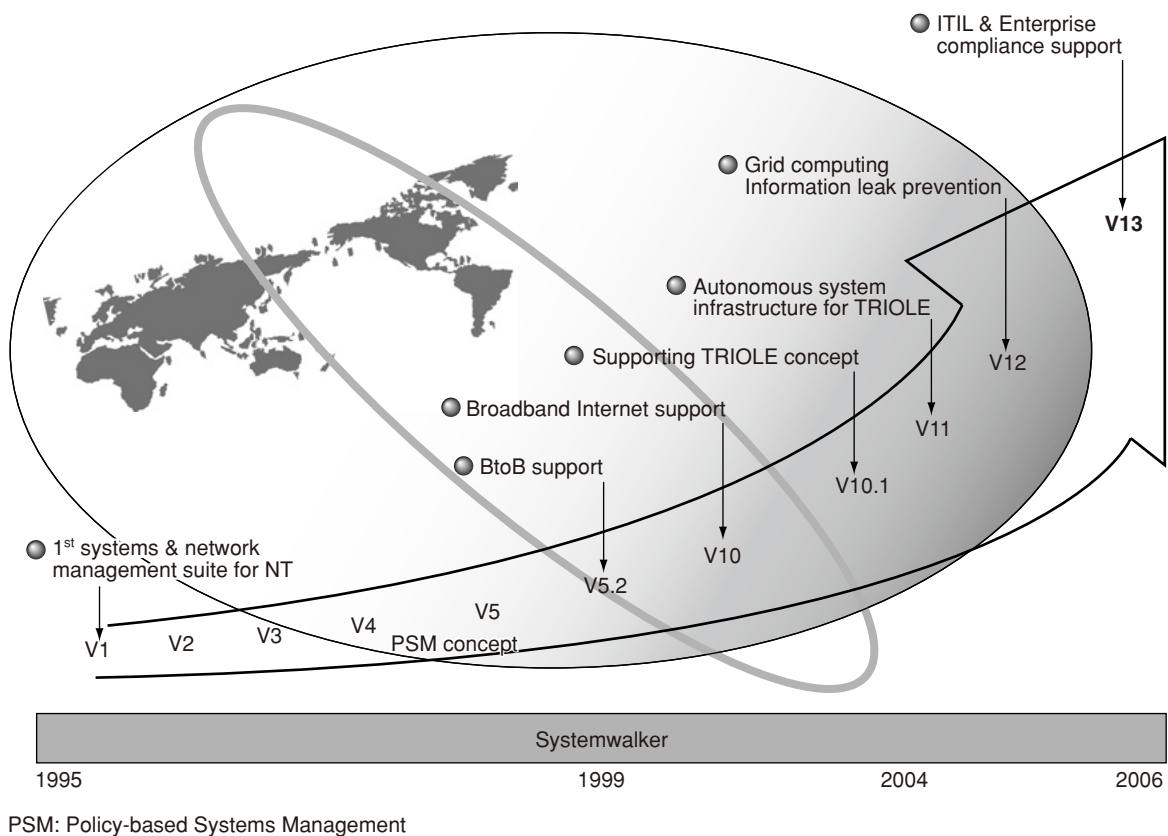 ITIL & Enterprise
compliance support
Grid computing
Information leak prevention
V13
Autonomous system
infrastructure for TRIOLE
Supporting TRIOLE concept
V12
Broadband Internet support
V11
BtoB support
V10.1
1st systems & network
management suite for NT
V10
V5.2
V5
V4
V3
V2
V1
PSM concept
Systemwalker
1995
1999
2004
2006
PSM: Policy-based Systems Management